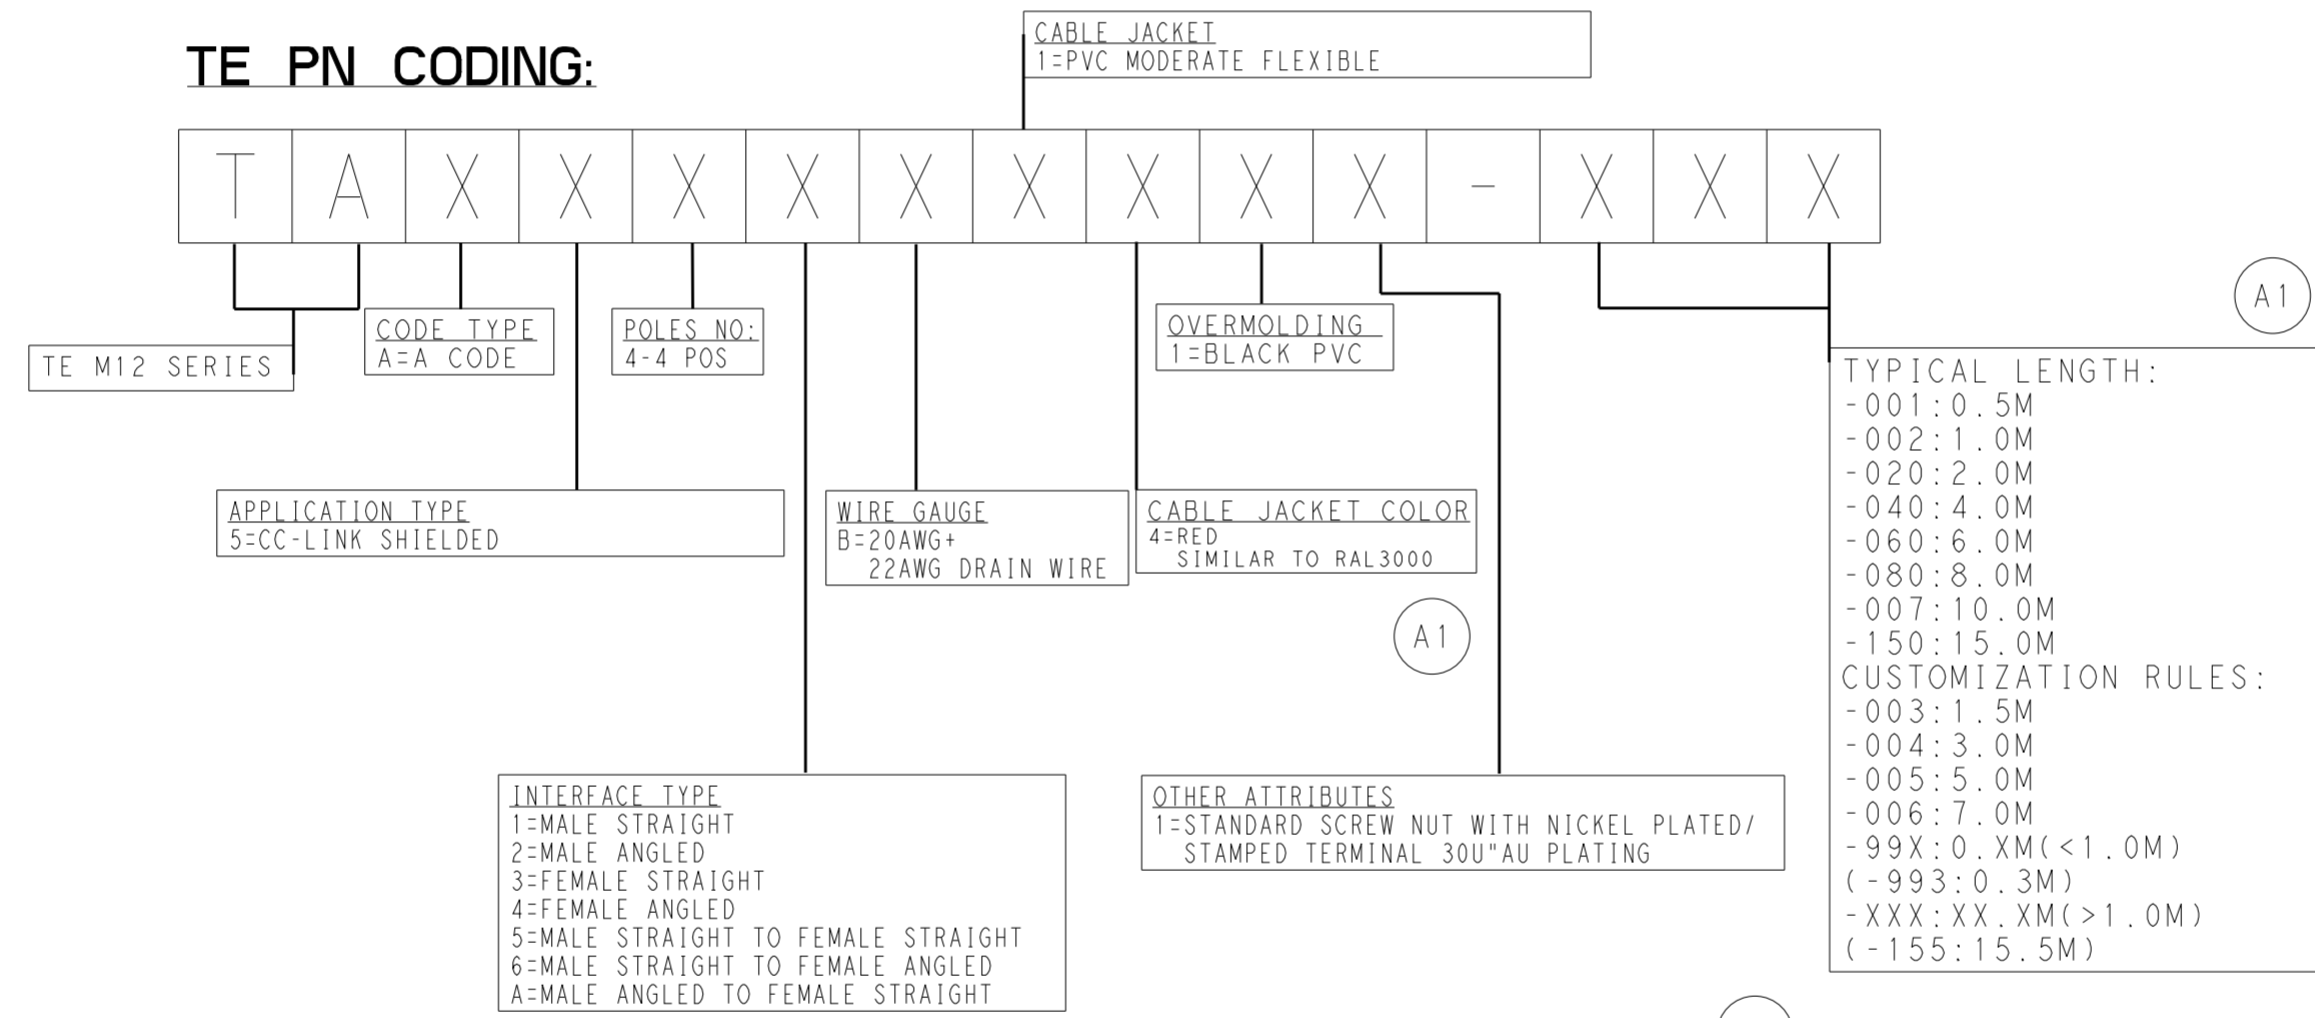 CABLE JACKET
1=PVC MODERATE FLEXIBLE
TE PN CODING:
T A X X X X X X X X X - X X X
A1
TE M12 SERIES
CODE TYPE
A=A CODE
POLES NO:
4-4 POS
OVERMOLDING
1=BLACK PVC
APPLICATION TYPE
5=CC-LINK SHIELDED
WIRE GAUGE
B=20AWG+
22AWG DRAIN WIRE
CABLE JACKET COLOR
4=RED
SIMILAR TO RAL3000
A1
INTERFACE TYPE
1=MALE STRAIGHT
2=MALE ANGLED
3=FEMALE STRAIGHT
4=FEMALE ANGLED
5=MALE STRAIGHT TO FEMALE STRAIGHT
6=MALE STRAIGHT TO FEMALE ANGLED
A=MALE ANGLED TO FEMALE STRAIGHT
OTHER ATTRIBUTES
1=STANDARD SCREW NUT WITH NICKEL PLATED/
STAMPED TERMINAL 30U"AU PLATING
TYPICAL LENGTH:
-001:0.5M
-002:1.0M
-020:2.0M
-040:4.0M
-060:6.0M
-080:8.0M
-007:10.0M
-150:15.0M
CUSTOMIZATION RULES:
-003:1.5M
-004:3.0M
-005:5.0M
-006:7.0M
-99X:0.XM(<1.0M)
(-993:0.3M)
-XXX:XX.XM(>1.0M)
(-155:15.5M)